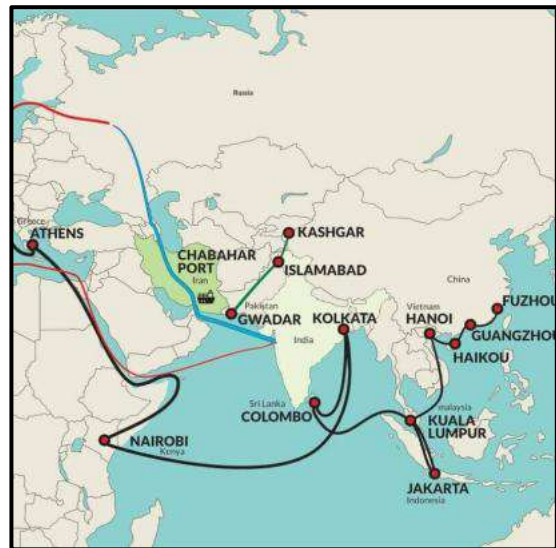 Russia
Greece
ATHENS
KASHGAR
CHABAHAR
PORT
Iran
ISLAMABAD
China
Pakistan
GWADAR
KOLKATA
India
Vietnam
HANOI
FUZHOU
GUANGZHOU
HAIKOU
Sri Lanka
COLOMBO
malaysia
KUALA
LUMPUR
NAIROBI
Kenya
JAKARTA
Indonesia